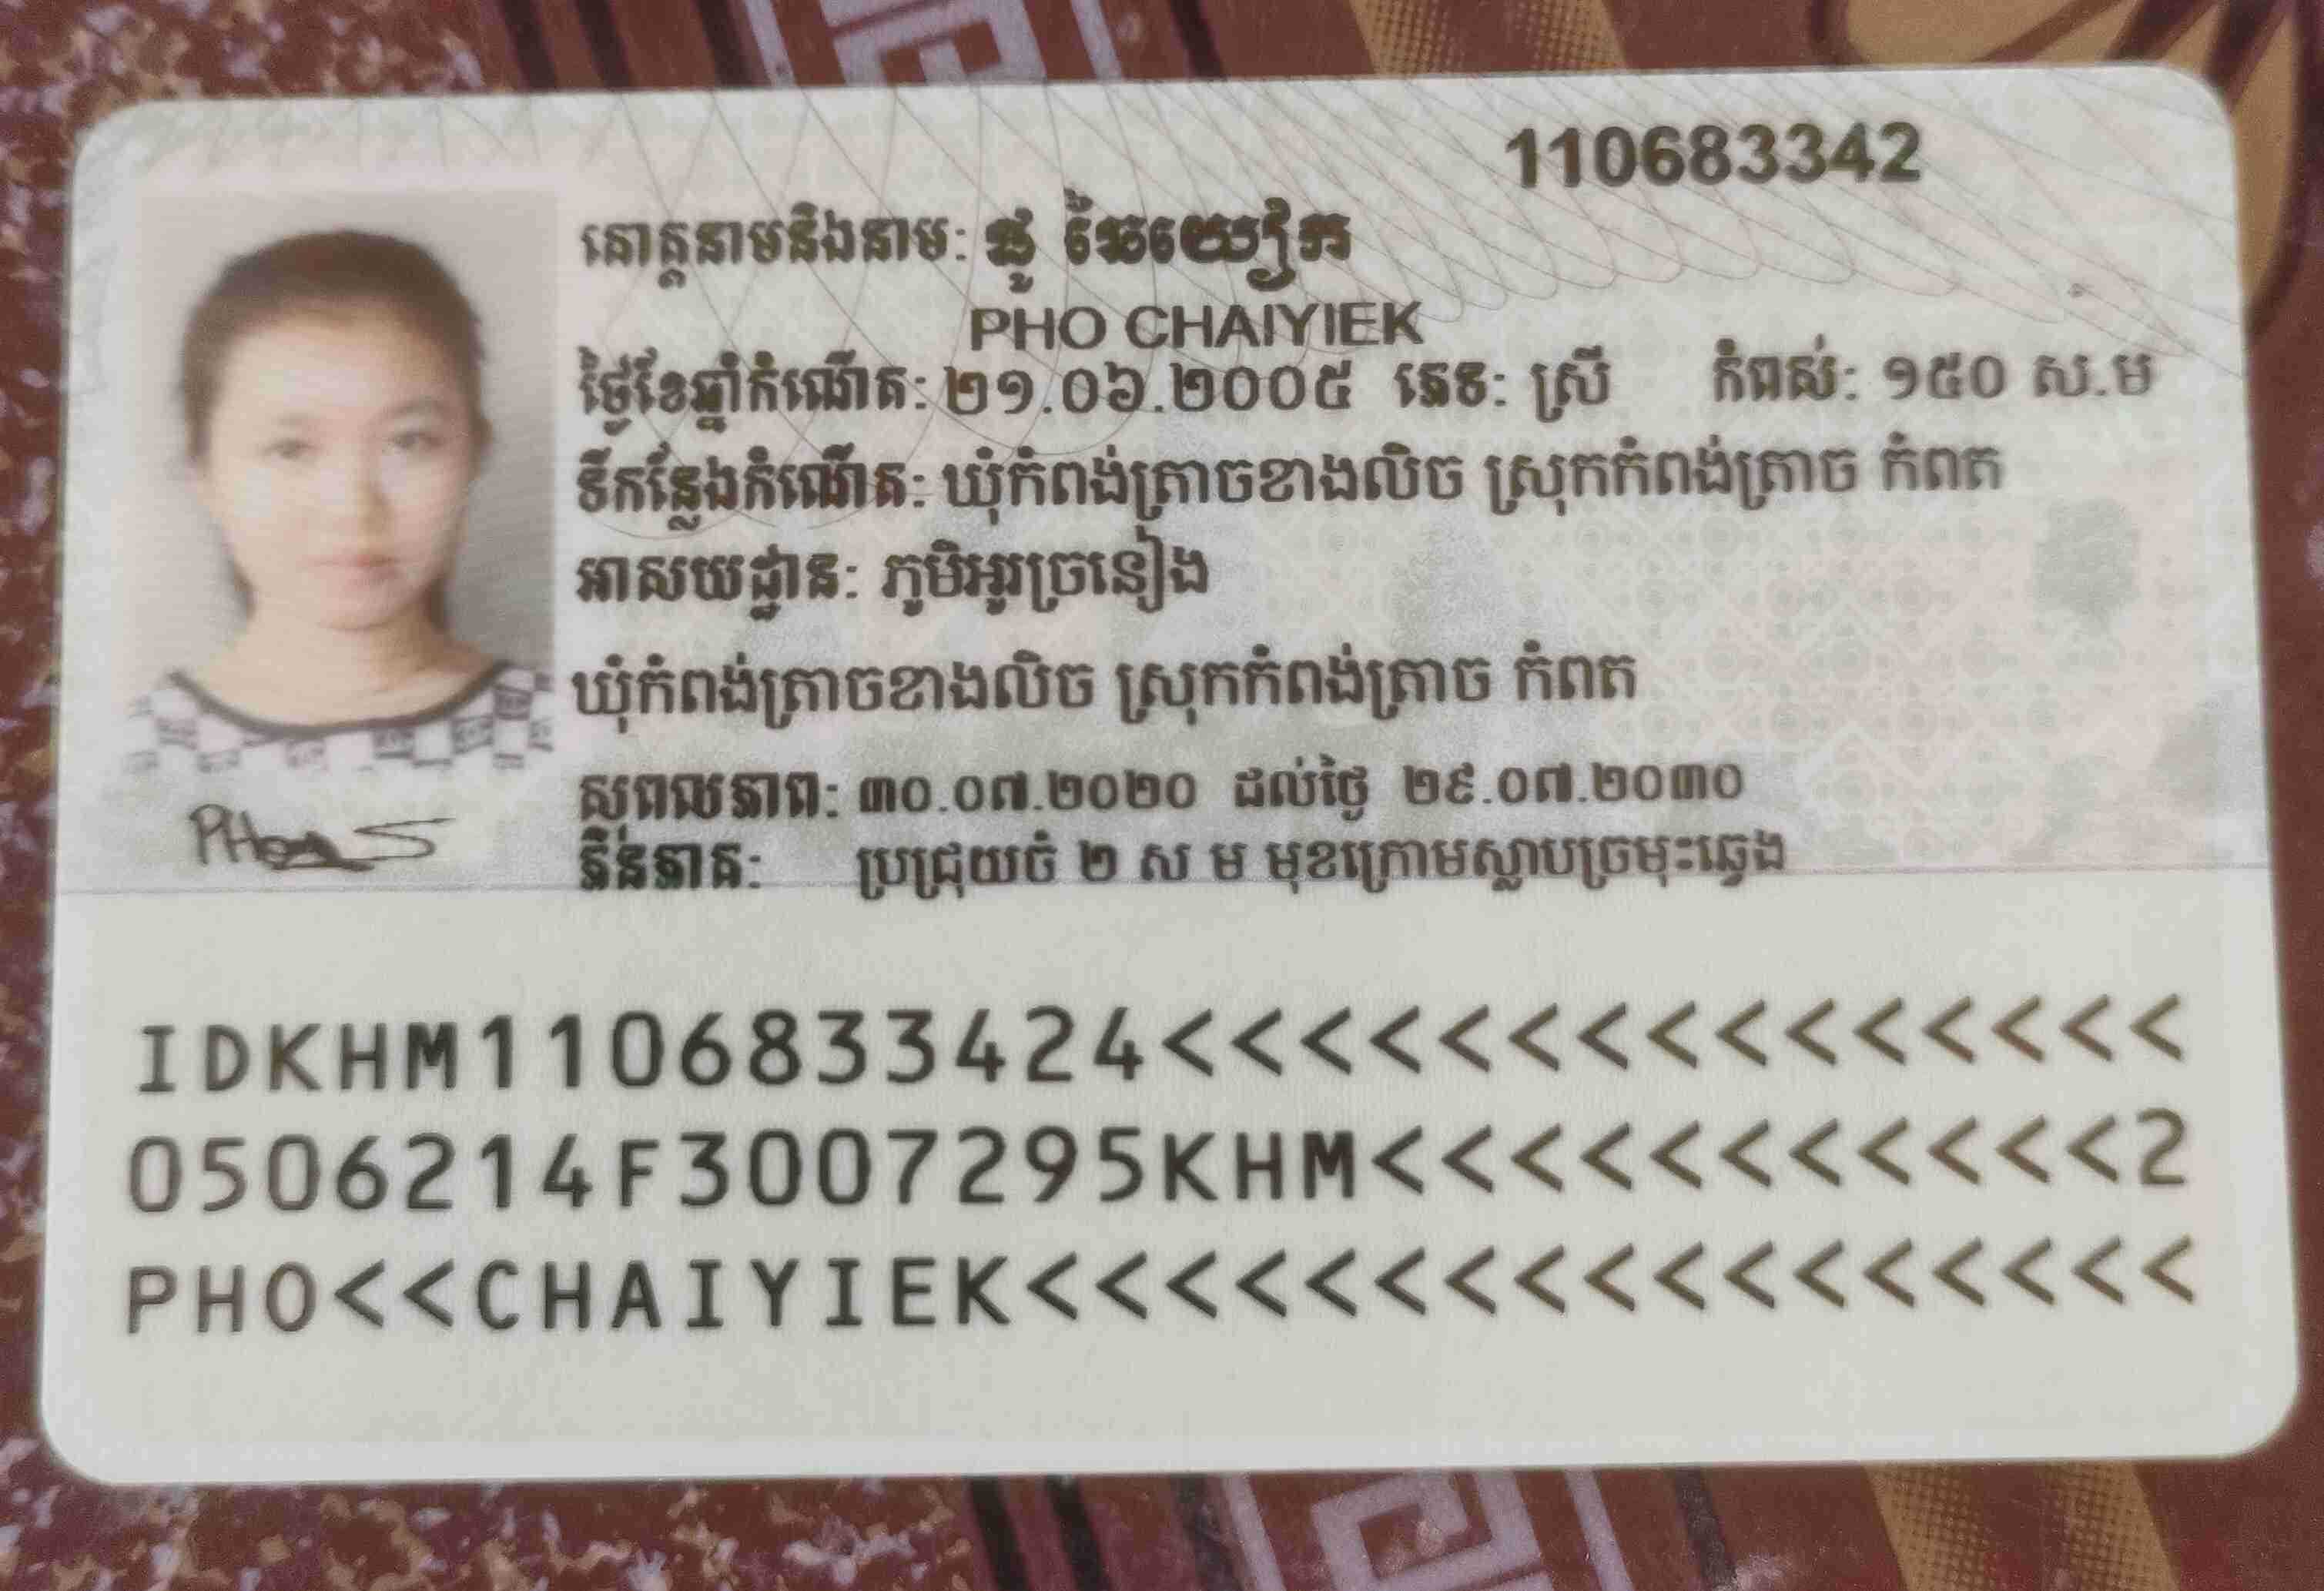 110683342
គោត្តនាមនិងនាម: ផូ ឆៃយៀក
PHO CHAIYIEK
ថ្ងៃខែឆ្នាំកំណើត: ២១.០៦.២០០៥ ភេទ: ស្រី កំពស់: ១៥០ ស.ម
ទីកន្លែងកំណើត: ឃុំកំពង់ត្រាចខាងលិច ស្រុកកំពង់ត្រាច កំពត
អាសយដ្ឋាន: ភូមិអូរច្រនៀង
ឃុំកំពង់ត្រាចខាងលិច ស្រុកកំពង់ត្រាច កំពត
សុពលភាព: ៣០.០៧.២០២០ ដល់ថ្ងៃ ២៩.០៧.២០៣០
ភិនភាគ: ប្រជ្រុយចំ ២ ស ម មុខក្រោមស្លាបច្រមុះឆ្វេង
IDKHM1106833424<<<<<<<<<<<<<<<
0506214F3007295KHM<<<<<<<<<<<2
PHO<<CHAIYIEK<<<<<<<<<<<<<<<<<